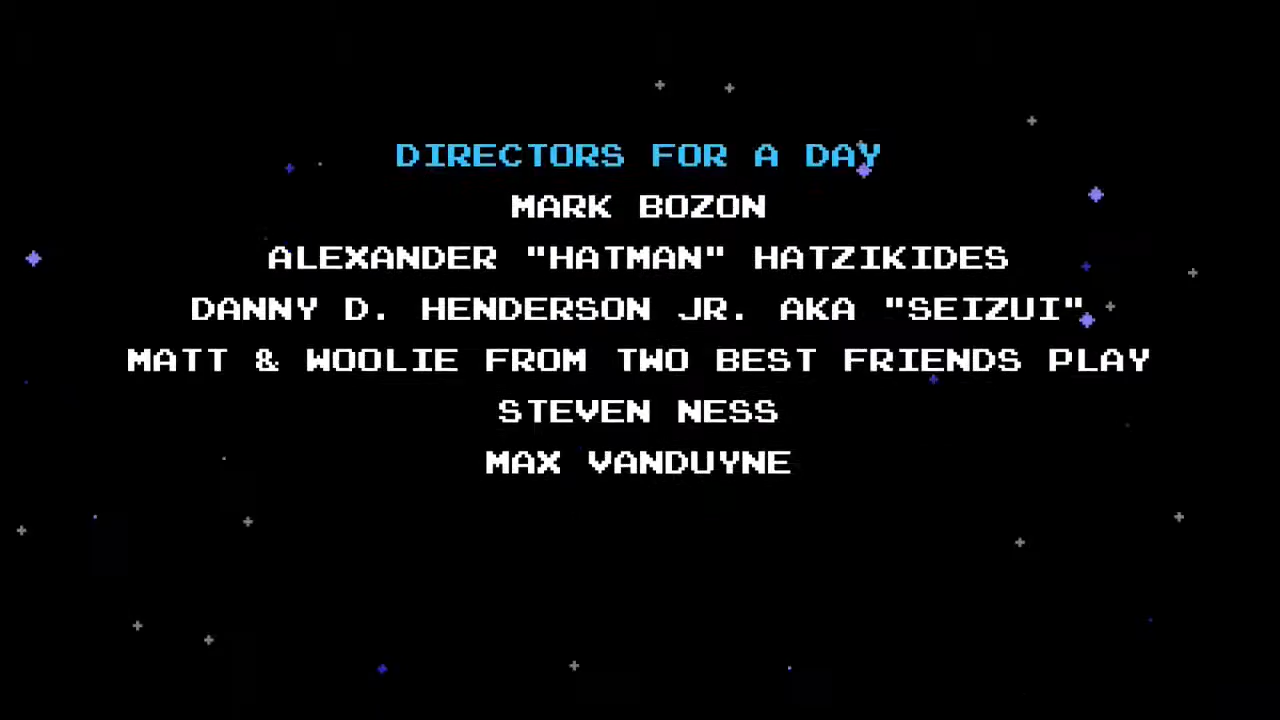 DIRECTORS FOR A DAY
MARK BOZON
ALEXANDER "HATMAN" HATZIKIDES
DANNY D. HENDERSON JR. AKA "SEIZUI"
MATT & WOOLIE FROM TWO BEST FRIENDS PLAY
STEVEN NESS
MAX VANDUYNE